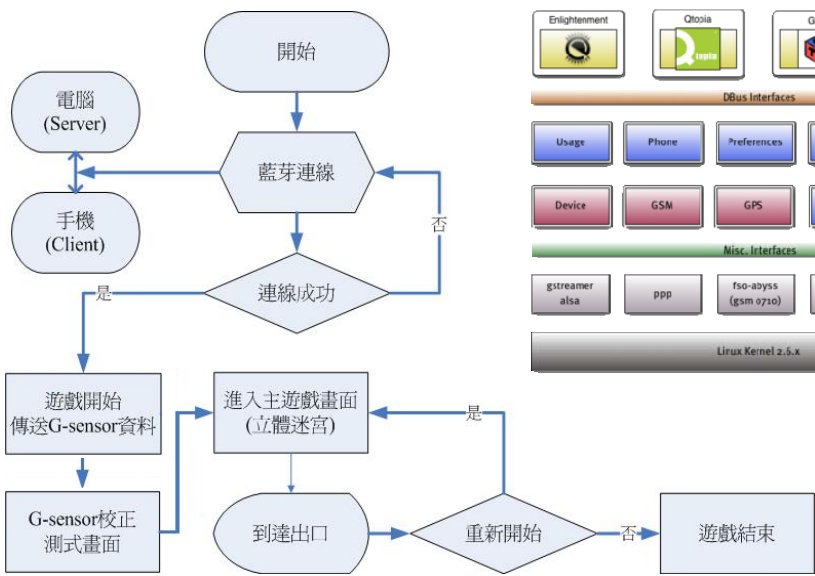 開始
電腦
(Server)
手機
(Client)
藍芽連線
否
連線成功
是
遊戲開始
傳送G-sensor資料
G-sensor校正
測式畫面
進入主遊戲畫面
(立體迷宮)
是
到達出口
重新開始
否
遊戲結束
Enlightenment
Qtopia
Qtopia
G
DBus Interfaces
Usage
Phone
Preferences
Device
GSM
GPS
Misc. Interfaces
gstreamer
alsa
ppp
fso-abyss
(gsm 0710)
Linux Kernel 2.6.x